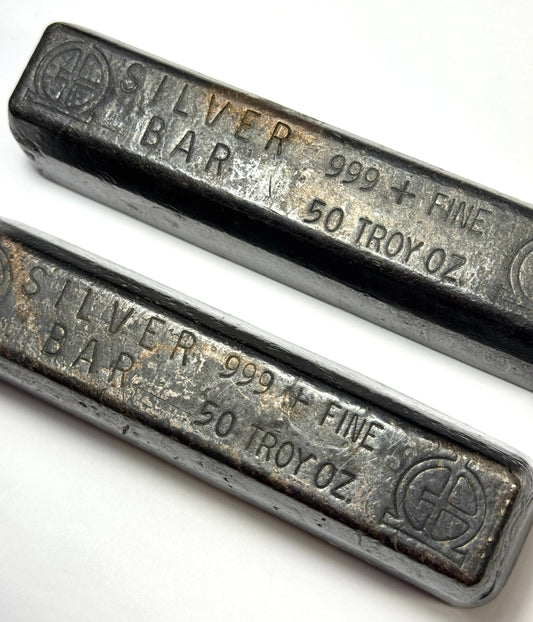 SILVER
BAR
999 + FINE
50 TROY OZ.
SILVER
BAR
999 + FINE
50 TROY OZ.